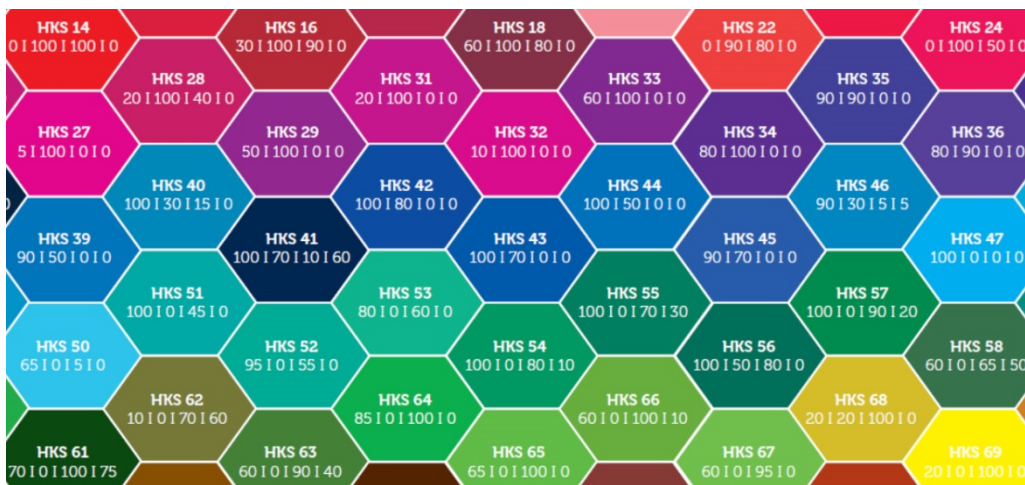 HKS 14
0 I 100 I 100 I 0
HKS 16
30 I 100 I 90 I 0
HKS 18
60 I 100 I 80 I 0
HKS 22
0 I 90 I 80 I 0
HKS 24
0 I 100 I 50 I 0
HKS 28
20 I 100 I 40 I 0
HKS 31
20 I 100 I 0 I 0
HKS 33
60 I 100 I 0 I 0
HKS 35
90 I 90 I 0 I 0
HKS 27
5 I 100 I 0 I 0
HKS 29
50 I 100 I 0 I 0
HKS 32
10 I 100 I 0 I 0
HKS 34
80 I 100 I 0 I 0
HKS 36
80 I 90 I 0 I 0
HKS 40
100 I 30 I 15 I 0
HKS 42
100 I 80 I 0 I 0
HKS 44
100 I 50 I 0 I 0
HKS 46
90 I 30 I 5 I 5
HKS 39
90 I 50 I 0 I 0
HKS 41
100 I 70 I 10 I 60
HKS 43
100 I 70 I 0 I 0
HKS 45
90 I 70 I 0 I 0
HKS 47
100 I 0 I 0 I 0
HKS 51
100 I 0 I 45 I 0
HKS 53
80 I 0 I 60 I 0
HKS 55
100 I 0 I 70 I 30
HKS 57
100 I 0 I 90 I 20
HKS 50
65 I 0 I 5 I 0
HKS 52
95 I 0 I 55 I 0
HKS 54
100 I 0 I 80 I 10
HKS 56
100 I 50 I 80 I 0
HKS 58
60 I 0 I 65 I 50
HKS 62
10 I 0 I 70 I 60
HKS 64
85 I 0 I 100 I 0
HKS 66
60 I 0 I 100 I 10
HKS 68
20 I 20 I 100 I 0
HKS 61
70 I 0 I 100 I 75
HKS 63
60 I 0 I 90 I 40
HKS 65
65 I 0 I 100 I 0
HKS 67
60 I 0 I 95 I 0
HKS 69
20 I 0 I 100 I 0